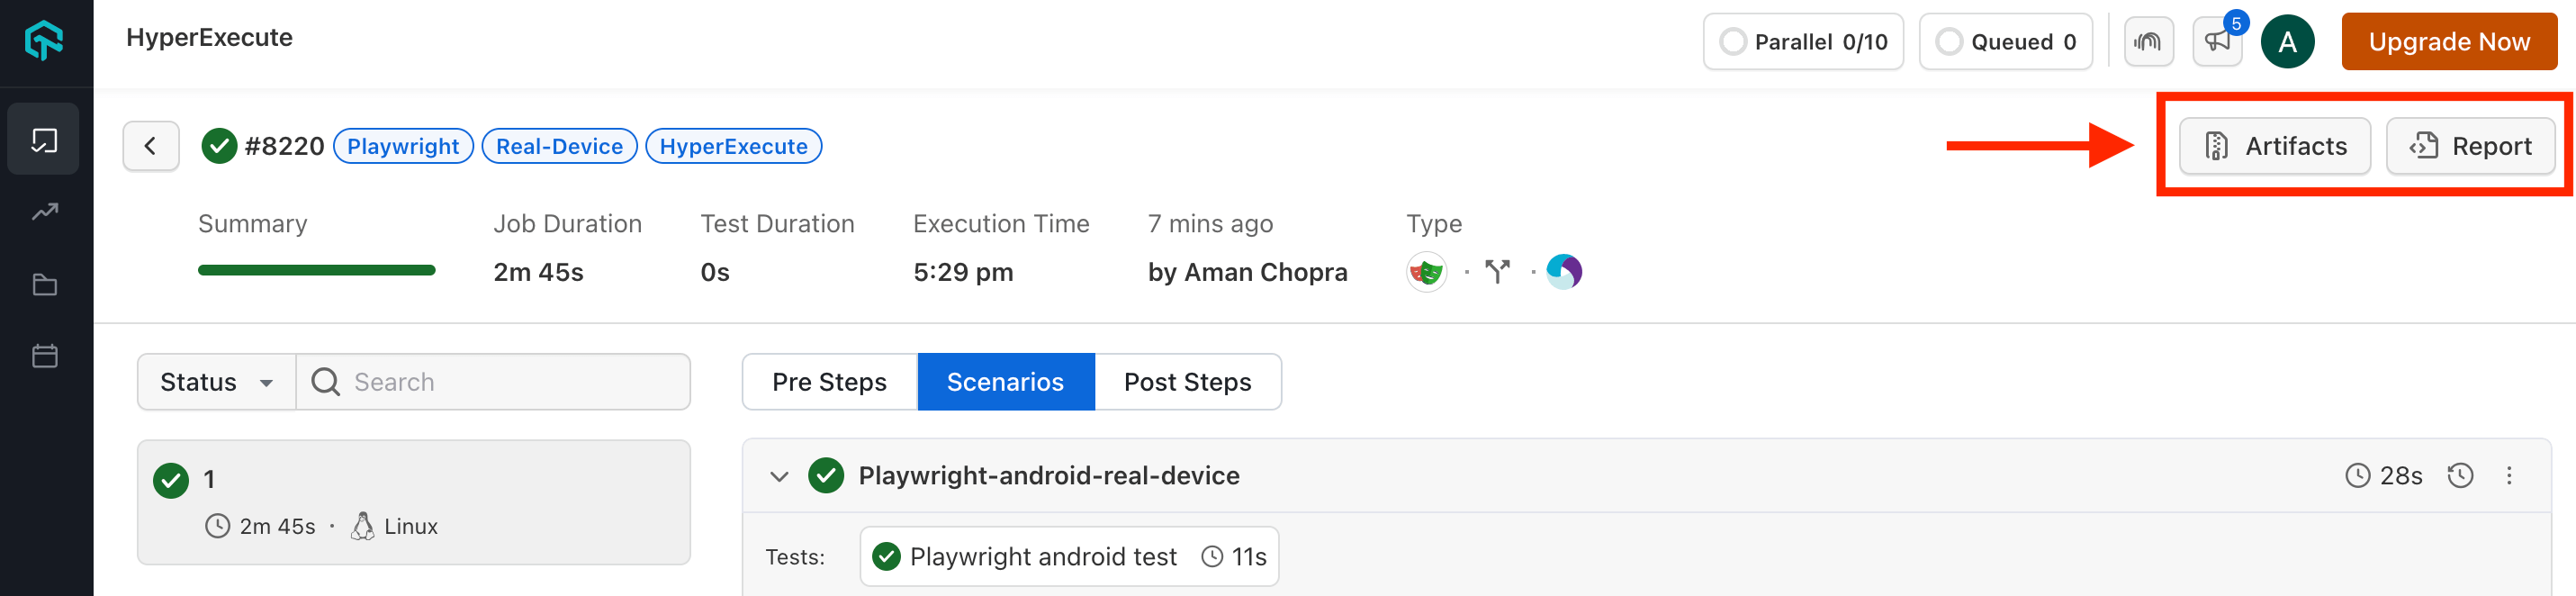 HyperExecute
Parallel 0/10
Queued 0
5
A
Upgrade Now
#8220 Playwright Real-Device HyperExecute
Artifacts
Report
Summary
Job Duration
Test Duration
Execution Time
7 mins ago
Type
2m 45s
0s
5:29 pm
by Aman Chopra
Status
Search
Pre Steps
Scenarios
Post Steps
1
2m 45s · Linux
Playwright-android-real-device
28s
Tests:
Playwright android test 11s